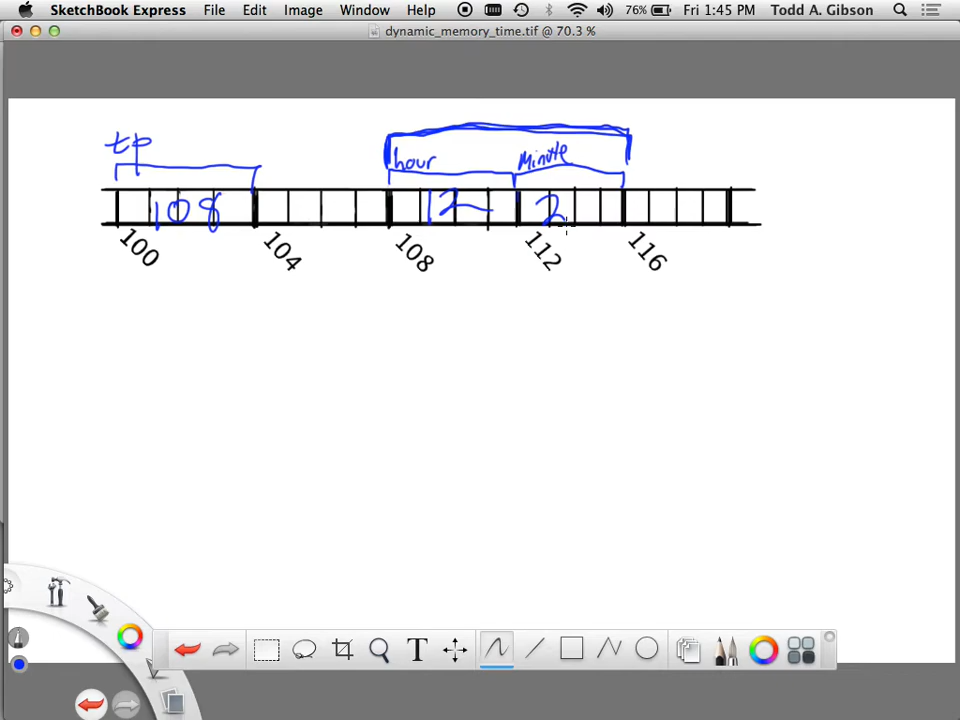 SketchBook Express File Edit Image Window Help 76% Fri 1:45 PM Todd A. Gibson
dynamic_memory_time.tif @ 70.3 %
tp
hour Minute
108 12 2
100 104 108 112 116
T